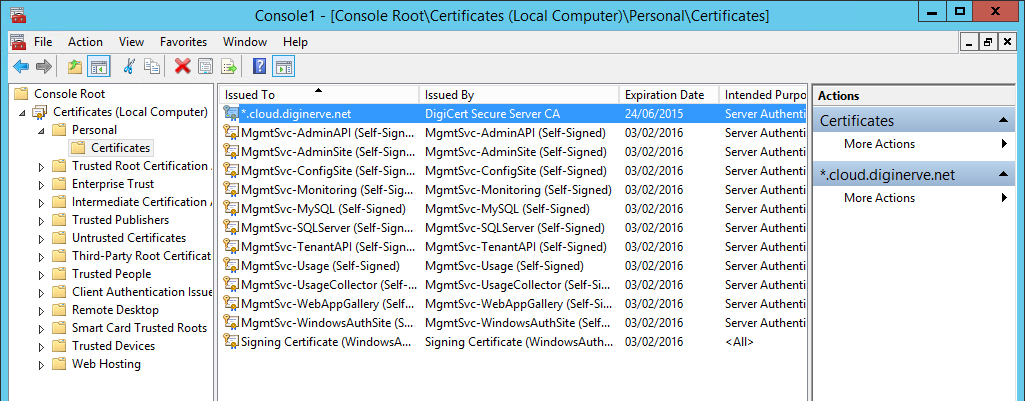 Console1 - [Console Root\Certificates (Local Computer)\Personal\Certificates]
File Action View Favorites Window Help
Console Root
Certificates (Local Computer)
Personal
Certificates
Trusted Root Certification
Enterprise Trust
Intermediate Certification
Trusted Publishers
Untrusted Certificates
Third-Party Root Certificat
Trusted People
Client Authentication Issue
Remote Desktop
Smart Card Trusted Roots
Trusted Devices
Web Hosting
Issued To Issued By Expiration Date Intended Purpo
*.cloud.diginerve.net DigiCert Secure Server CA 24/06/2015 Server Authenti
MgmtSvc-AdminAPI (Self-Sign... MgmtSvc-AdminAPI (Self-Signed) 03/02/2016 Server Authenti
MgmtSvc-AdminSite (Self-Sign... MgmtSvc-AdminSite (Self-Signed) 03/02/2016 Server Authenti
MgmtSvc-ConfigSite (Self-Sign... MgmtSvc-ConfigSite (Self-Signed) 03/02/2016 Server Authenti
MgmtSvc-Monitoring (Self-Sign... MgmtSvc-Monitoring (Self-Signed) 03/02/2016 Server Authenti
MgmtSvc-MySQL (Self-Signed) MgmtSvc-MySQL (Self-Signed) 03/02/2016 Server Authenti
MgmtSvc-SQLServer (Self-Sign... MgmtSvc-SQLServer (Self-Signed) 03/02/2016 Server Authenti
MgmtSvc-TenantAPI (Self-Sign... MgmtSvc-TenantAPI (Self-Signed) 03/02/2016 Server Authenti
MgmtSvc-Usage (Self-Signed) MgmtSvc-Usage (Self-Signed) 03/02/2016 Server Authenti
MgmtSvc-UsageCollector (Self-... MgmtSvc-UsageCollector (Self-Sig... 03/02/2016 Server Authenti
MgmtSvc-WebAppGallery (Self... MgmtSvc-WebAppGallery (Self-Si... 03/02/2016 Server Authenti
MgmtSvc-WindowsAuthSite (S... MgmtSvc-WindowsAuthSite (Self... 03/02/2016 Server Authenti
Signing Certificate (WindowsA... Signing Certificate (WindowsAuth... 03/02/2016 <All>
Actions
Certificates
More Actions
*.cloud.diginerve.net
More Actions